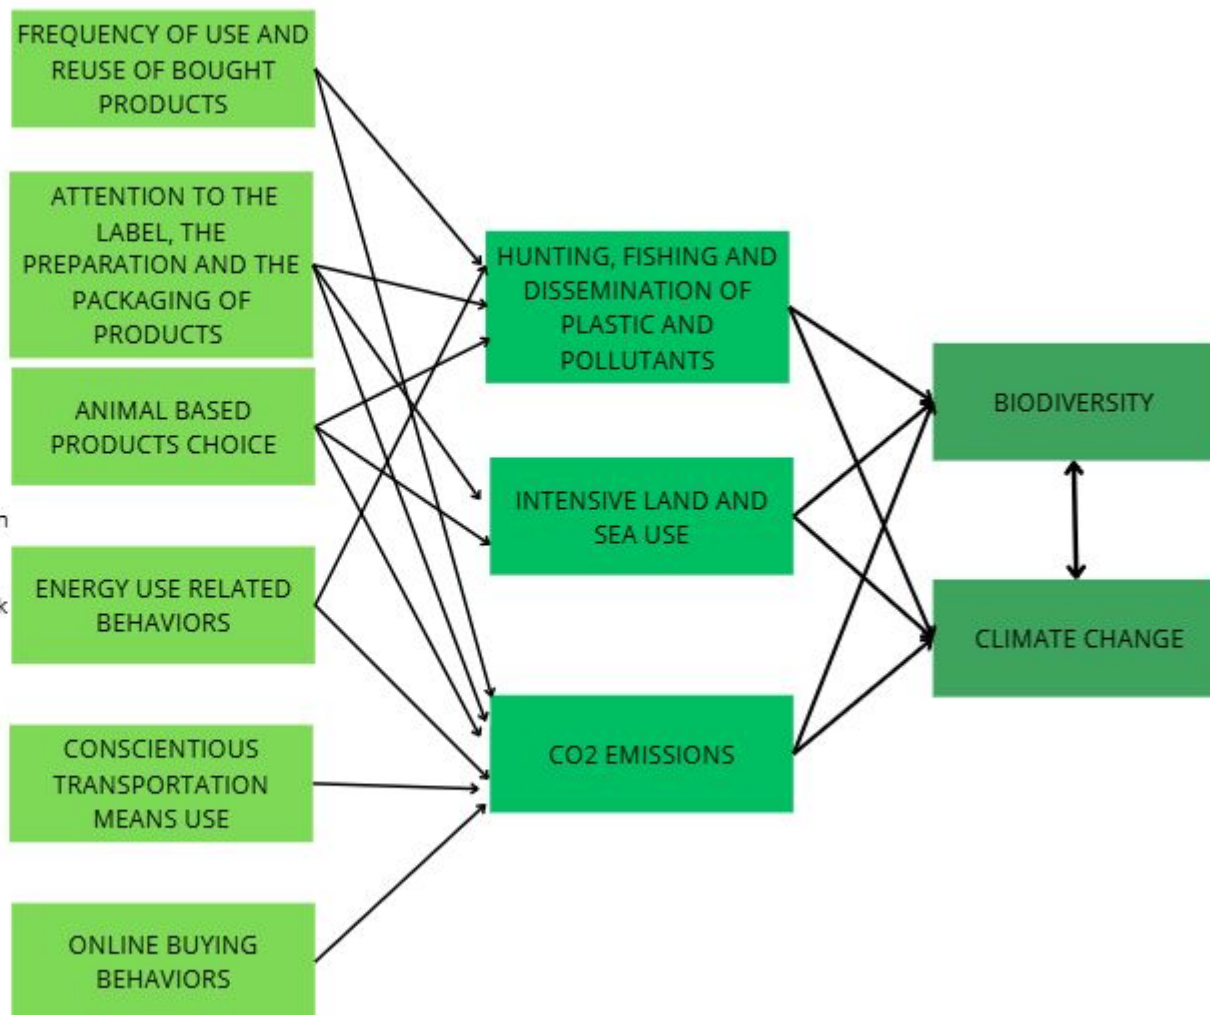 FREQUENCY OF USE AND
REUSE OF BOUGHT
PRODUCTS
ATTENTION TO THE
LABEL, THE
PREPARATION AND THE
PACKAGING OF
PRODUCTS
ANIMAL BASED
PRODUCTS CHOICE
n
ENERGY USE RELATED
BEHAVIORS
k
CONSCIENTIOUS
TRANSPORTATION
MEANS USE
ONLINE BUYING
BEHAVIORS
HUNTING, FISHING AND
DISSEMINATION OF
PLASTIC AND
POLLUTANTS
INTENSIVE LAND AND
SEA USE
CO2 EMISSIONS
BIODIVERSITY
CLIMATE CHANGE